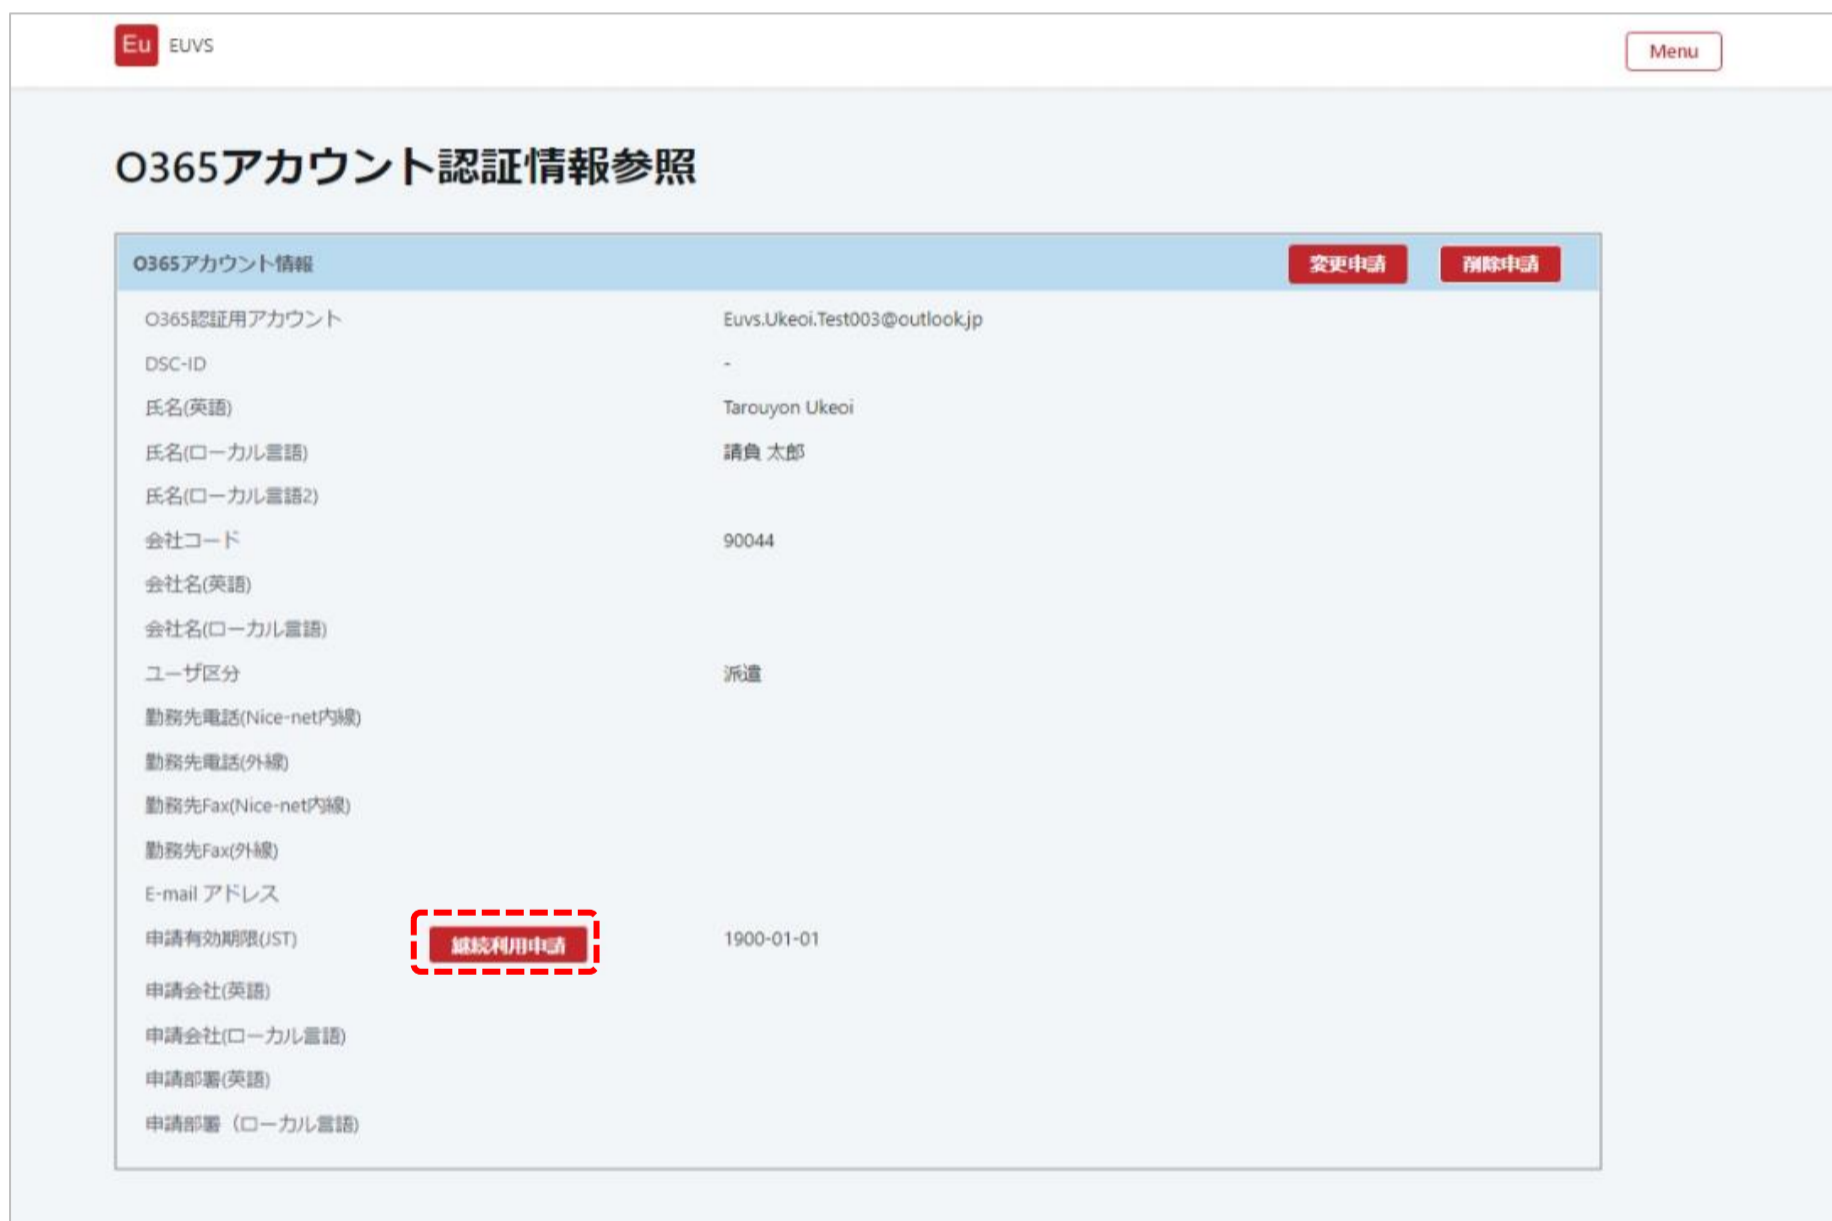 Eu EUVS
Menu
O365アカウント認証情報参照
O365アカウント情報 変更申請 削除申請
O365認証用アカウント Euvs.Ukeoi.Test003@outlook.jp
DSC-ID -
氏名(英語) Tarouyon Ukeoi
氏名(ローカル言語) 請負 太郎
氏名(ローカル言語2)
会社コード 90044
会社名(英語)
会社名(ローカル言語)
ユーザ区分 派遣
勤務先電話(Nice-net内線)
勤務先電話(外線)
勤務先Fax(Nice-net内線)
勤務先Fax(外線)
E-mail アドレス
申請有効期限(JST) 継続利用申請 1900-01-01
申請会社(英語)
申請会社(ローカル言語)
申請部署(英語)
申請部署（ローカル言語)